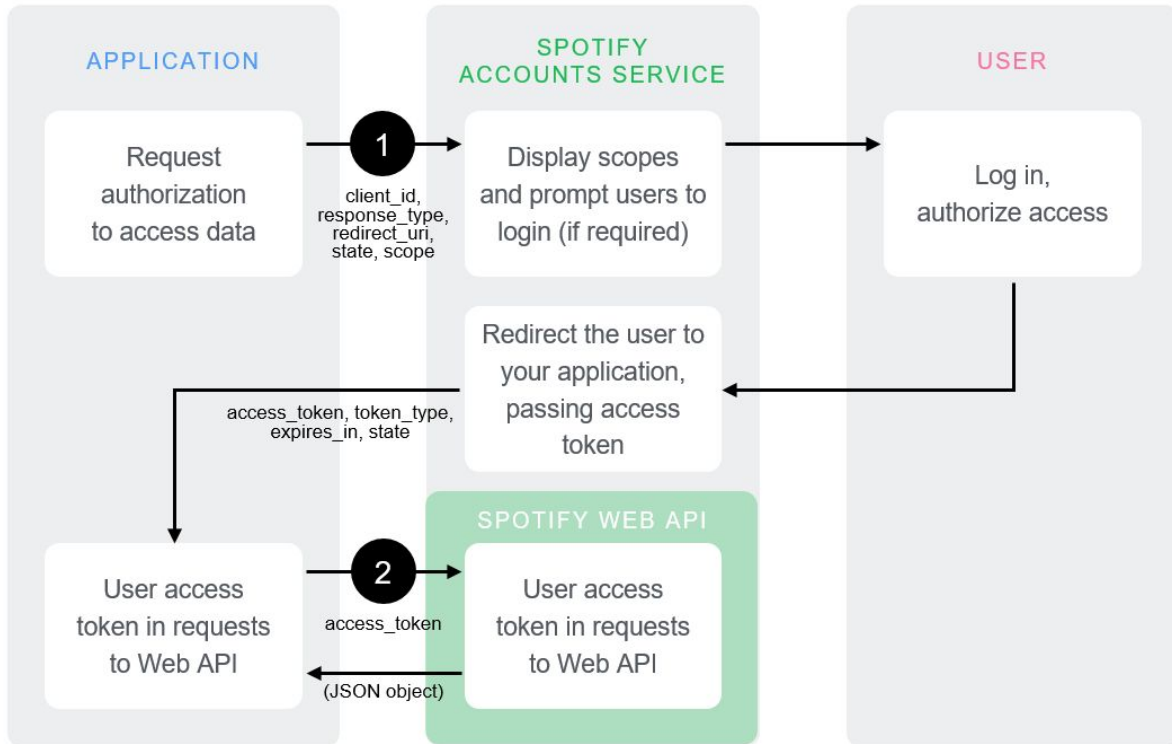 APPLICATION
SPOTIFY
ACCOUNTS SERVICE
USER
Request
authorization
to access data
1
client_id,
response_type,
redirect_uri,
state, scope
Display scopes
and prompt users to
login (if required)
Log in,
authorize access
Redirect the user to
your application,
passing access
token
access_token, token_type,
expires_in, state
SPOTIFY WEB API
User access
token in requests
to Web API
2
access_token
(JSON object)
User access
token in requests
to Web API